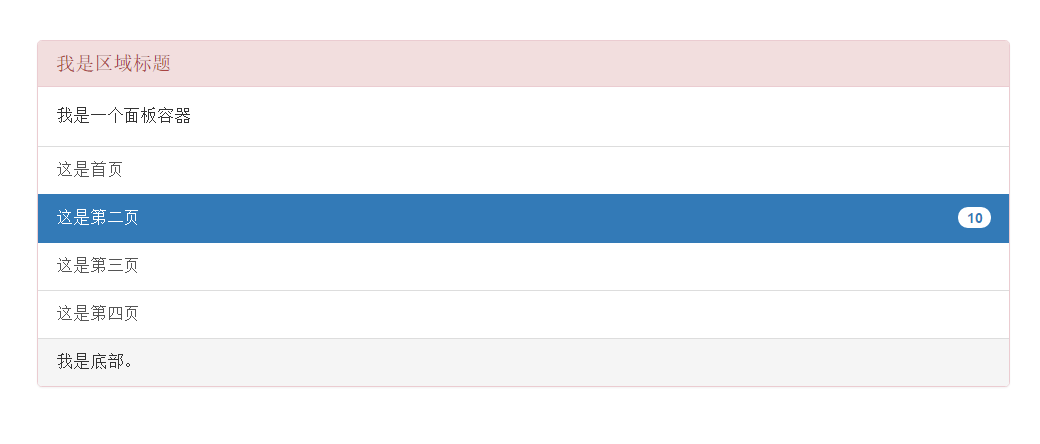 我是区域标题
我是一个面板容器
这是首页
这是第二页 10
这是第三页
这是第四页
我是底部。